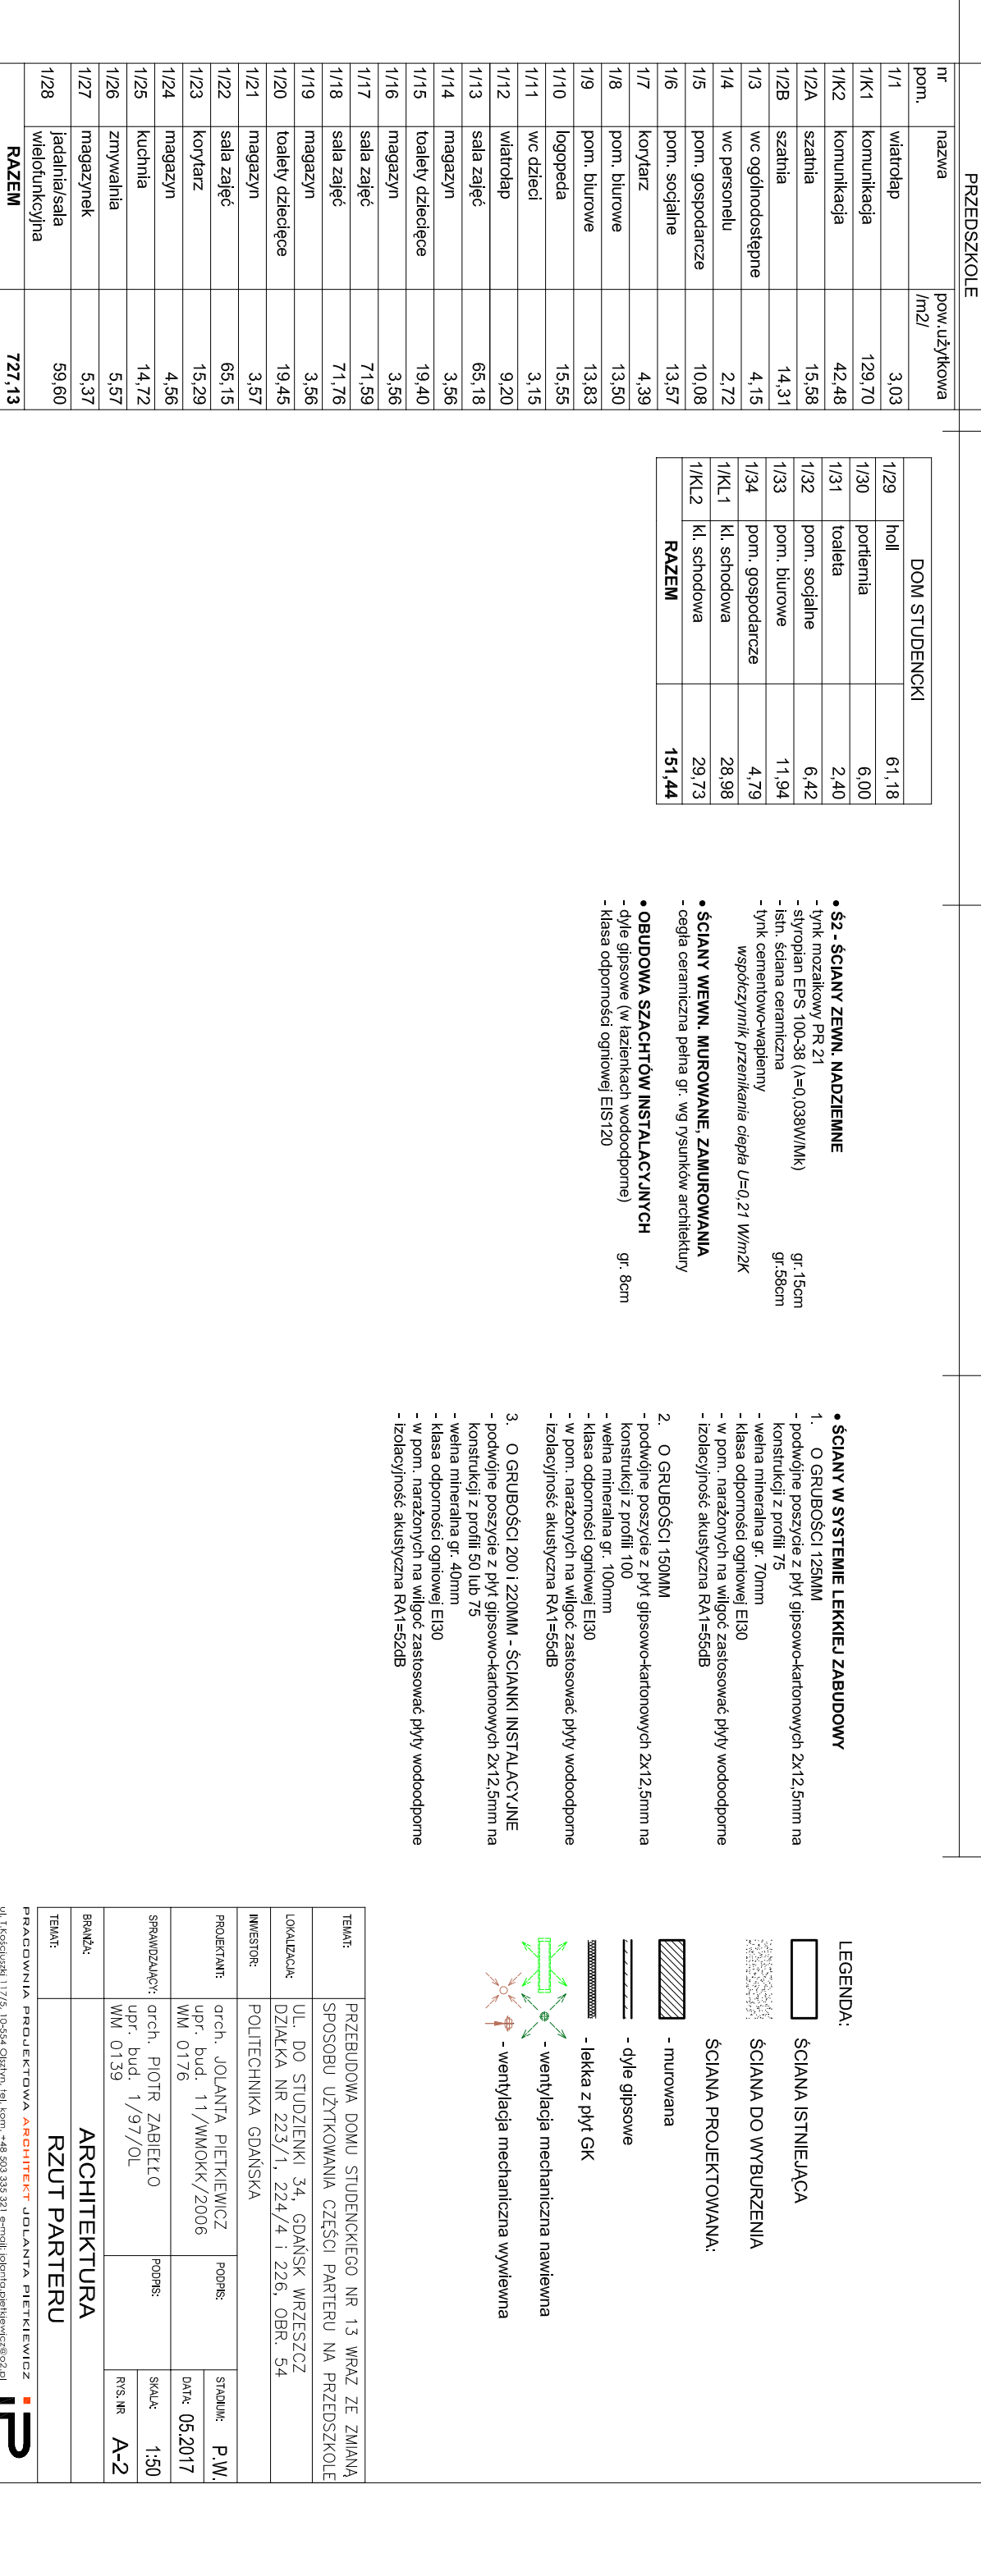 PRZEDSZKOLE
nr pom. nazwa pow.użytkowa /m2/
1/1 wiatrołap 3,03
1/K1 komunikacja 129,70
1/K2 komunikacja 42,48
1/2A szatnia 15,58
1/2B szatnia 14,31
1/3 wc ogólnodostępne 4,15
1/4 wc personelu 2,72
1/5 pom. gospodarcze 10,08
1/6 pom. socjalne 13,57
1/7 korytarz 4,39
1/8 pom. biurowe 13,50
1/9 pom. biurowe 13,83
1/10 logopeda 15,55
1/11 wc dzieci 3,15
1/12 wiatrołap 9,20
1/13 sala zajęć 65,18
1/14 magazyn 3,56
1/15 toalety dziecięce 19,40
1/16 magazyn 3,56
1/17 sala zajęć 71,59
1/18 sala zajęć 71,76
1/19 magazyn 3,56
1/20 toalety dziecięce 19,45
1/21 magazyn 3,57
1/22 sala zajęć 65,15
1/23 korytarz 15,29
1/24 magazyn 4,56
1/25 kuchnia 14,72
1/26 zmywalnia 5,57
1/27 magazynek 5,37
1/28 jadalnia/sala wielofunkcyjna 59,60
RAZEM 727,13
DOM STUDENCKI
1/29 holl 61,18
1/30 portiernia 6,00
1/31 toaleta 2,40
1/32 pom. socjalne 6,42
1/33 pom. biurowe 11,94
1/34 pom. gospodarcze 4,79
1/KL1 kl. schodowa 28,98
1/KL2 kl. schodowa 29,73
RAZEM 151,44
• Ś2 - ŚCIANY ZEWN. NADZIEMNE
- tynk mozaikowy PR 21
- styropian EPS 100-38 (λ=0,038W/Mk) gr.15cm
- istn. ściana ceramiczna gr.58cm
- tynk cementowo-wapienny
współczynnik przenikania ciepła U=0,21 W/m2K
• ŚCIANY WEWN. MUROWANE, ZAMUROWANIA
- cegła ceramiczna pełna gr. wg rysunków architektury
• OBUDOWA SZACHTÓW INSTALACYJNYCH
- dyle gipsowe (w łazienkach wodoodporne) gr. 8cm
- klasa odporności ogniowej EIS120
• ŚCIANY W SYSTEMIE LEKKIEJ ZABUDOWY
1. O GRUBOŚCI 125MM
- podwójne poszycie z płyt gipsowo-kartonowych 2x12,5mm na
konstrukcji z profili 75
- wełna mineralna gr. 70mm
- klasa odporności ogniowej EI30
- w pom. narażonych na wilgoć zastosować płyty wodoodporne
- izolacyjność akustyczna RA1=55dB
2. O GRUBOŚCI 150MM
- podwójne poszycie z płyt gipsowo-kartonowych 2x12,5mm na
konstrukcji z profili 100
- wełna mineralna gr. 100mm
- klasa odporności ogniowej EI30
- w pom. narażonych na wilgoć zastosować płyty wodoodporne
- izolacyjność akustyczna RA1=55dB
3. O GRUBOŚCI 200 i 220MM - ŚCIANKI INSTALACYJNE
- podwójne poszycie z płyt gipsowo-kartonowych 2x12,5mm na
konstrukcji z profili 50 lub 75
- wełna mineralna gr. 40mm
- klasa odporności ogniowej EI30
- w pom. narażonych na wilgoć zastosować płyty wodoodporne
- izolacyjność akustyczna RA1=52dB
LEGENDA:
ŚCIANA ISTNIEJĄCA
ŚCIANA DO WYBURZENIA
ŚCIANA PROJEKTOWANA:
- murowana
- dyle gipsowe
- lekka z płyt GK
- wentylacja mechaniczna nawiewna
- wentylacja mechaniczna wywiewna
TEMAT: PRZEBUDOWA DOMU STUDENCKIEGO NR 13 WRAZ ZE ZMIANĄ
SPOSOBU UŻYTKOWANIA CZĘŚCI PARTERU NA PRZEDSZKOLE
LOKALIZACJA: UL. DO STUDZIENKI 34, GDAŃSK WRZESZCZ
DZIAŁKA NR 223/1, 224/4 i 226, OBR. 54
INWESTOR: POLITECHNIKA GDAŃSKA
PROJEKTANT: arch. JOLANTA PIETKIEWICZ PODPIS: STADIUM: P.W.
upr. bud. 11/WMOKK/2006
WM 0176 DATA: 05.2017
SPRAWDZAJĄCY: arch. PIOTR ZABIEŁŁO PODPIS: SKALA: 1:50
upr. bud. 1/97/OL
WM 0139 RYS. NR A-2
BRANŻA: ARCHITEKTURA
TEMAT: RZUT PARTERU
PRACOWNIA PROJEKTOWA ARCHITEKT JOLANTA PIETKIEWICZ
ul. T.Kościuszki 117/5, 10-554 Olsztyn, tel. kom. +48 503 335 321 e-mail: jolanta.pietkiewicz@o2.pl